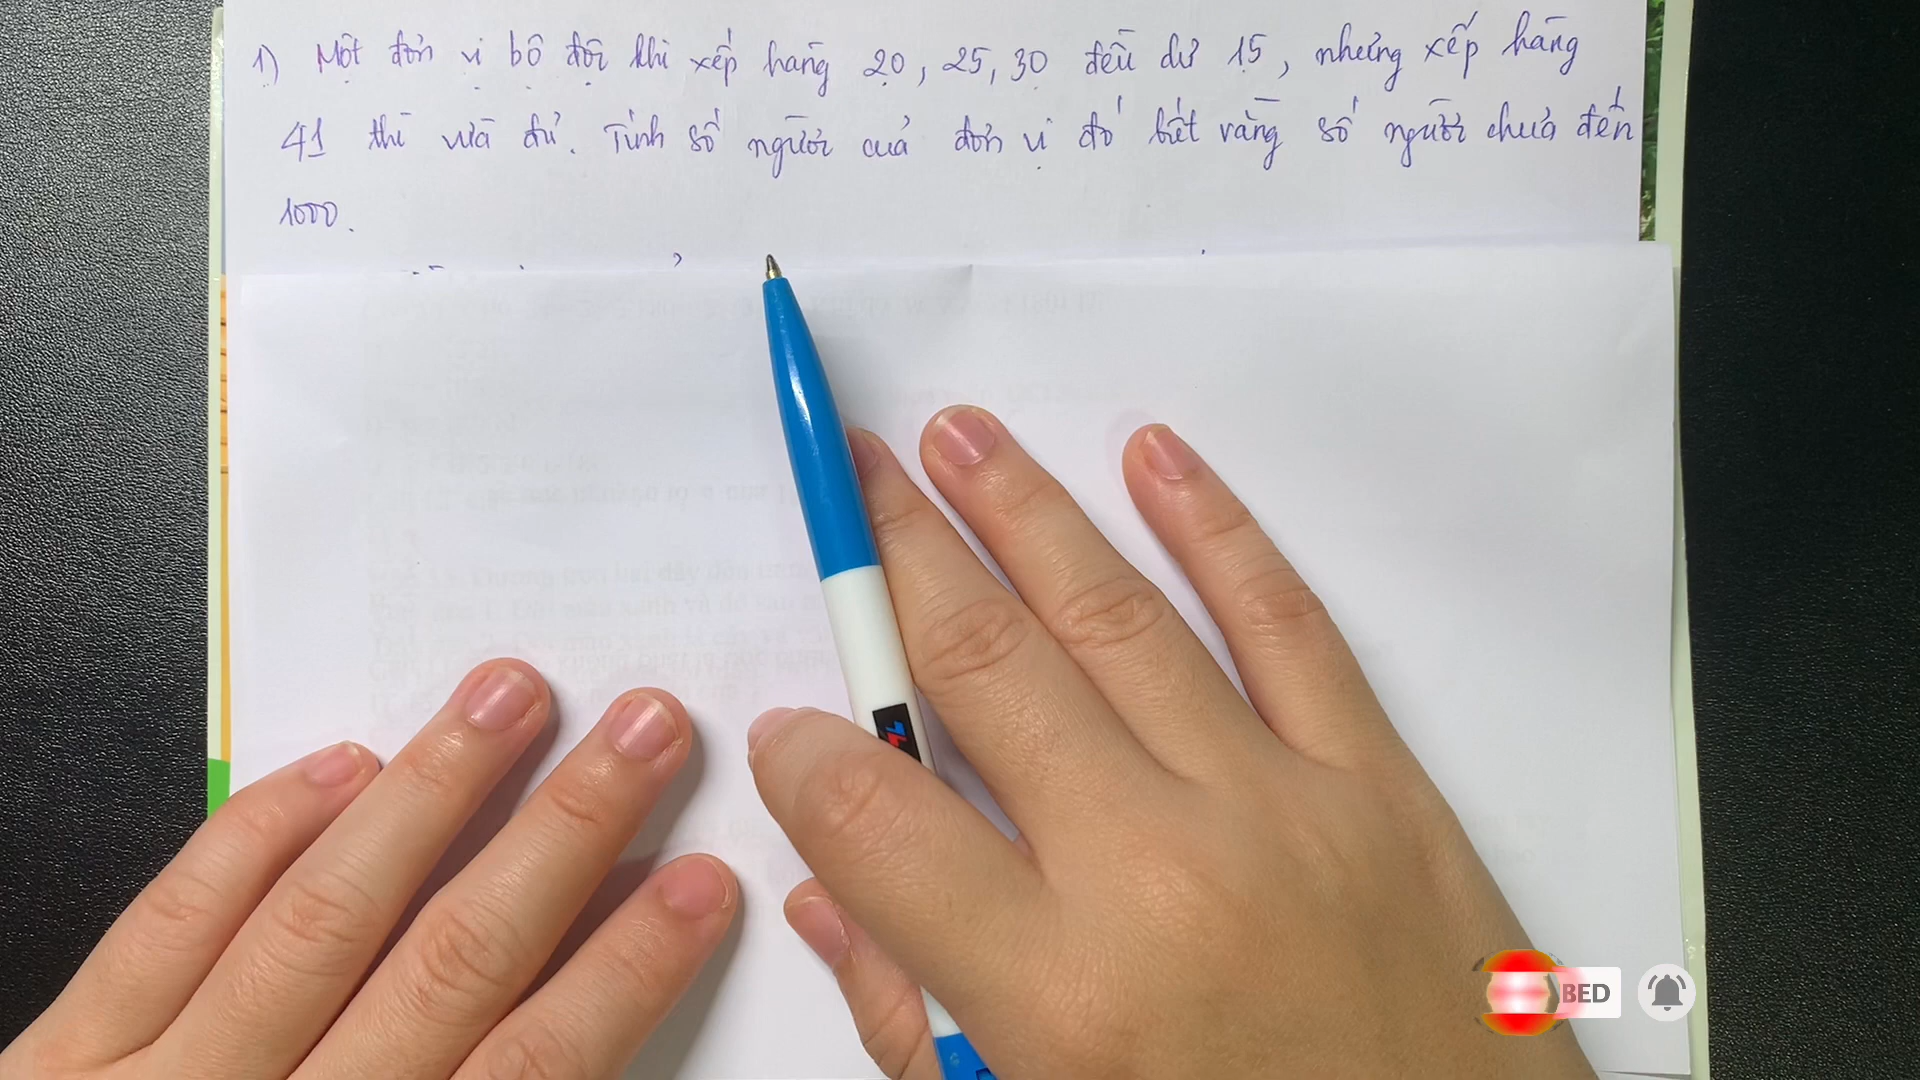 1) Một đơn vị bộ đội khi xếp hàng 20, 25, 30 đều dư 15, nhưng xếp hàng
41 thì vừa đủ. Tính số người của đơn vị đó biết rằng số người chưa đến
1000.
BED